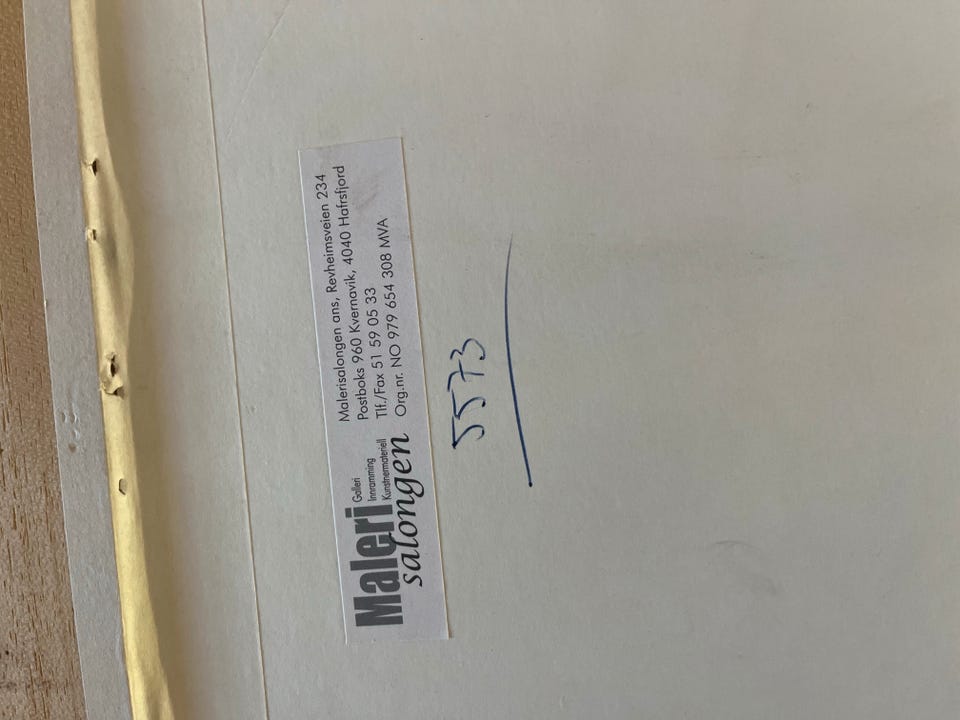 Maleri
salongen
Galleri
Innramming
Kunstnermateriell
Malerisalongen ans, Revheimsveien 234
Postboks 960 Kvernavik, 4040 Hafrsfjord
Tlf./Fax 51 59 05 33
Org.nr. NO 979 654 308 MVA
5573